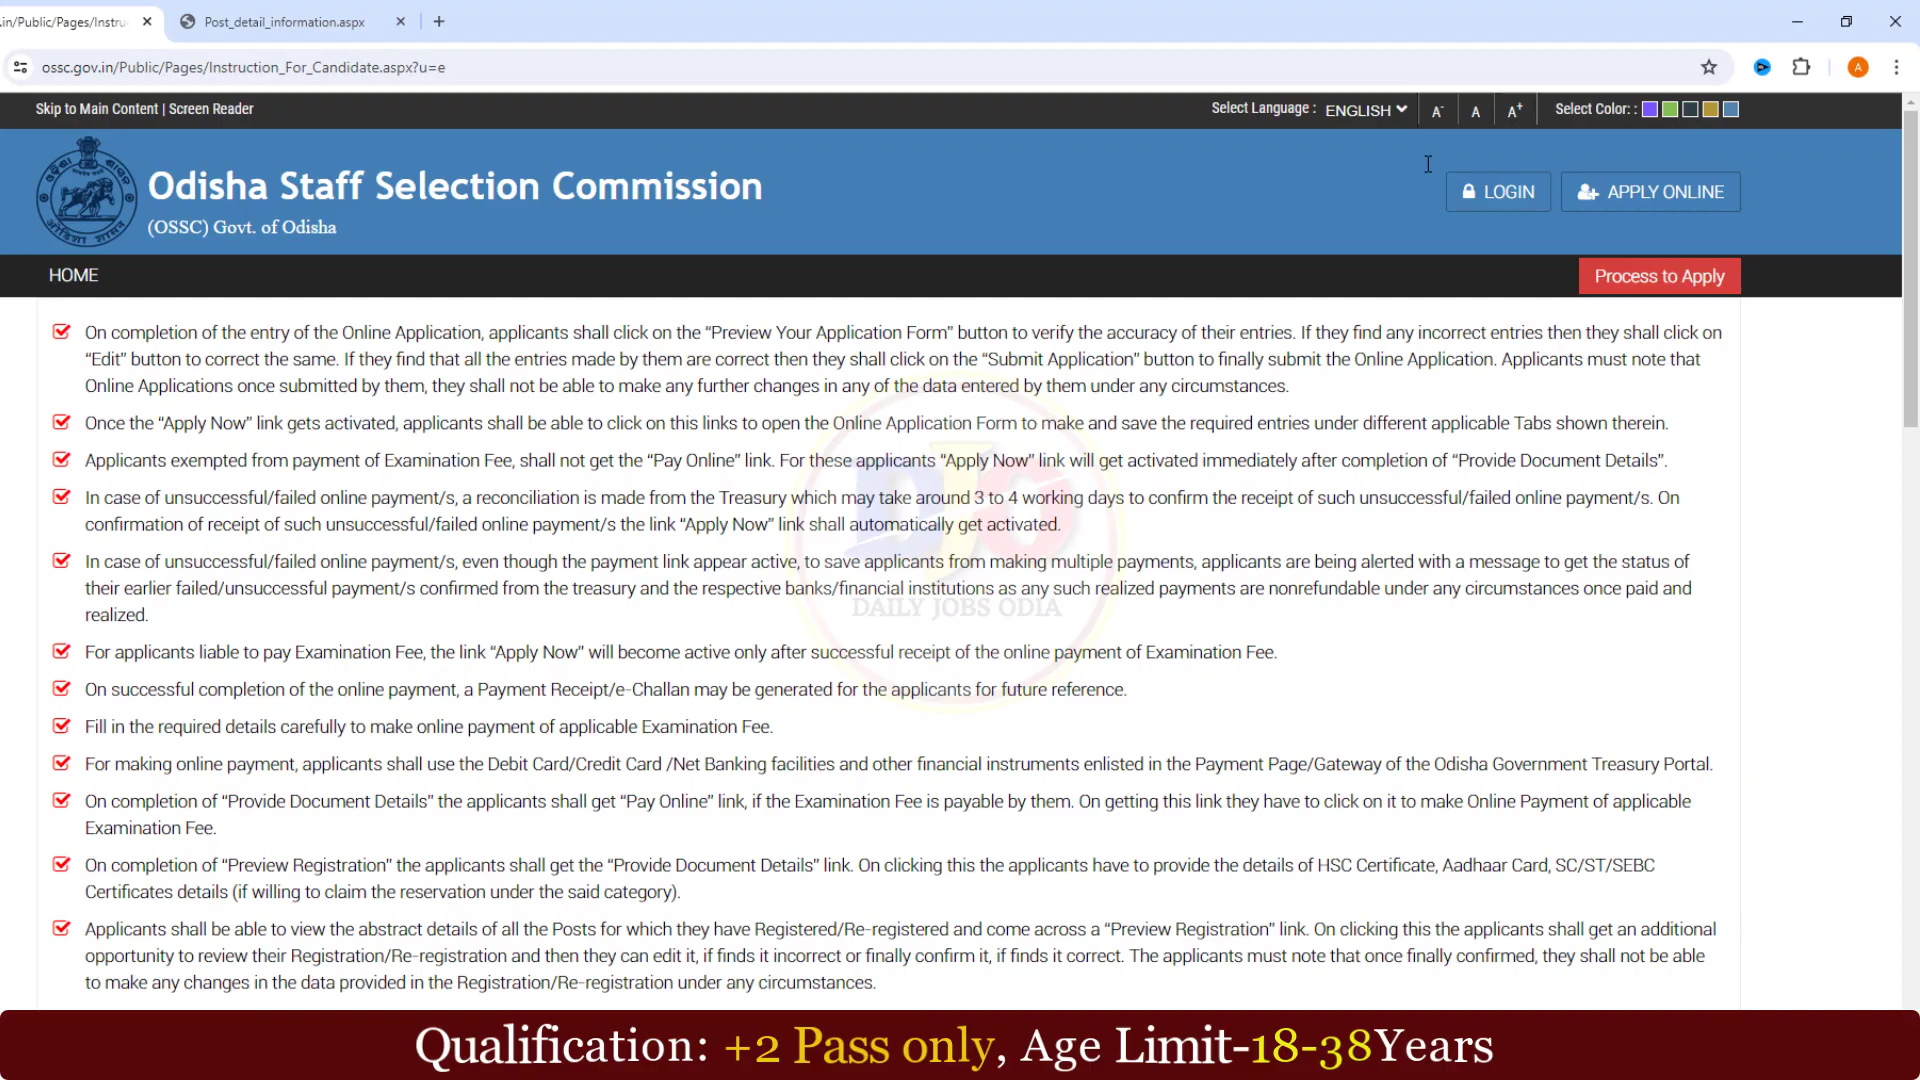 .in/Public/Pages/Instru
Post_detail_information.aspx
ossc.gov.in/Public/Pages/Instruction_For_Candidate.aspx?u=e
A
Skip to Main Content | Screen Reader
Select Language : ENGLISH
A-
A
A+
Select Color: :
Odisha Staff Selection Commission
(OSSC) Govt. of Odisha
LOGIN
APPLY ONLINE
HOME
Process to Apply
On completion of the entry of the Online Application, applicants shall click on the “Preview Your Application Form” button to verify the accuracy of their entries. If they find any incorrect entries then they shall click on
“Edit” button to correct the same. If they find that all the entries made by them are correct then they shall click on the “Submit Application” button to finally submit the Online Application. Applicants must note that
Online Applications once submitted by them, they shall not be able to make any further changes in any of the data entered by them under any circumstances.
Once the “Apply Now” link gets activated, applicants shall be able to click on this links to open the Online Application Form to make and save the required entries under different applicable Tabs shown therein.
Applicants exempted from payment of Examination Fee, shall not get the “Pay Online” link. For these applicants “Apply Now” link will get activated immediately after completion of “Provide Document Details”.
In case of unsuccessful/failed online payment/s, a reconciliation is made from the Treasury which may take around 3 to 4 working days to confirm the receipt of such unsuccessful/failed online payment/s. On
confirmation of receipt of such unsuccessful/failed online payment/s the link “Apply Now” link shall automatically get activated.
In case of unsuccessful/failed online payment/s, even though the payment link appear active, to save applicants from making multiple payments, applicants are being alerted with a message to get the status of
their earlier failed/unsuccessful payment/s confirmed from the treasury and the respective banks/financial institutions as any such realized payments are nonrefundable under any circumstances once paid and
realized.
DAILY JOBS ODIA
For applicants liable to pay Examination Fee, the link “Apply Now” will become active only after successful receipt of the online payment of Examination Fee.
On successful completion of the online payment, a Payment Receipt/e-Challan may be generated for the applicants for future reference.
Fill in the required details carefully to make online payment of applicable Examination Fee.
For making online payment, applicants shall use the Debit Card/Credit Card /Net Banking facilities and other financial instruments enlisted in the Payment Page/Gateway of the Odisha Government Treasury Portal.
On completion of “Provide Document Details” the applicants shall get “Pay Online” link, if the Examination Fee is payable by them. On getting this link they have to click on it to make Online Payment of applicable
Examination Fee.
On completion of “Preview Registration” the applicants shall get the “Provide Document Details” link. On clicking this the applicants have to provide the details of HSC Certificate, Aadhaar Card, SC/ST/SEBC
Certificates details (if willing to claim the reservation under the said category).
Applicants shall be able to view the abstract details of all the Posts for which they have Registered/Re-registered and come across a “Preview Registration” link. On clicking this the applicants shall get an additional
opportunity to review their Registration/Re-registration and then they can edit it, if finds it incorrect or finally confirm it, if finds it correct. The applicants must note that once finally confirmed, they shall not be able
to make any changes in the data provided in the Registration/Re-registration under any circumstances.
Qualification: +2 Pass only, Age Limit-18-38Years